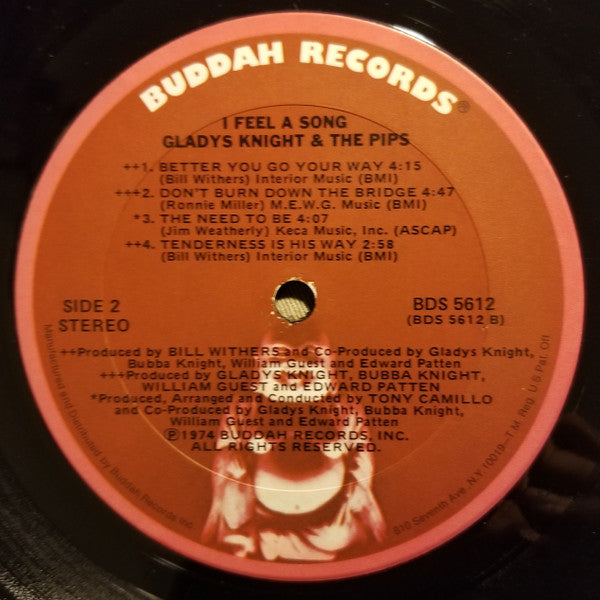 BUDDAH RECORDS®
I FEEL A SONG
GLADYS KNIGHT & THE PIPS
++1. BETTER YOU GO YOUR WAY 4:15
(Bill Withers) Interior Music (BMI)
+++2. DON'T BURN DOWN THE BRIDGE 4:47
(Ronnie Miller) M.E.W.G. Music (BMI)
*3. THE NEED TO BE 4:07
(Jim Weatherly) Keca Music, Inc. (ASCAP)
++4. TENDERNESS IS HIS WAY 2:58
(Bill Withers) Interior Music (BMI)
SIDE 2
STEREO
BDS 5612
(BDS 5612 B)
++Produced by BILL WITHERS and Co-Produced by Gladys Knight,
Bubba Knight, William Guest and Edward Patten
+++Produced by GLADYS KNIGHT, BUBBA KNIGHT,
WILLIAM GUEST and EDWARD PATTEN
*Produced, Arranged and Conducted by TONY CAMILLO
and Co-Produced by Gladys Knight, Bubba Knight,
William Guest and Edward Patten
Ⓟ1974 BUDDAH RECORDS, INC.
ALL RIGHTS RESERVED.
Manufactured and Distributed by Buddah Records Inc.
810 Seventh Ave. N.Y. 10019-T.M. Reg. U.S. Pat. Off.